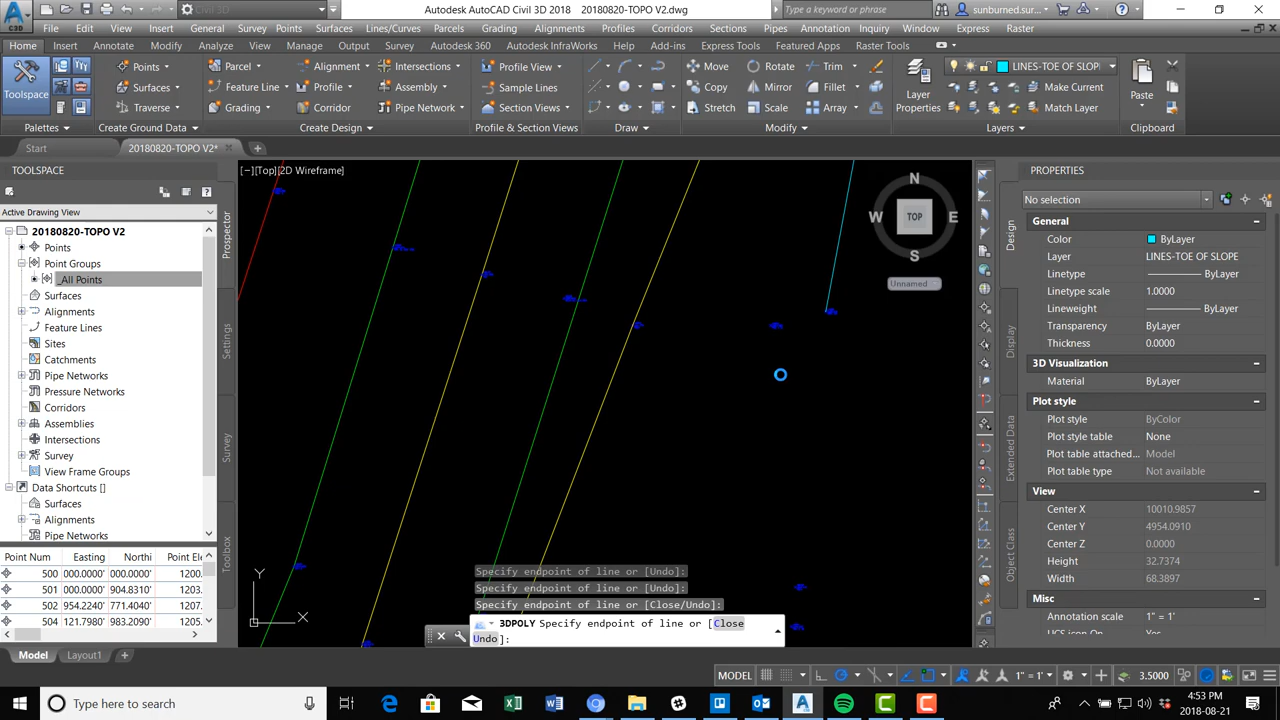 Civil 3D
Autodesk AutoCAD Civil 3D 2018 20180820-TOPO V2.dwg
Type a keyword or phrase
sunburned.sur...
C3D
File Edit View Insert General Survey Points Surfaces Lines/Curves Parcels Grading Alignments Profiles Corridors Sections Pipes Annotation Inquiry Window Express Raster
Home Insert Annotate Modify Analyze View Manage Output Survey Autodesk 360 Autodesk InfraWorks Help Add-ins Express Tools Featured Apps Raster Tools
Points Parcel Alignment Intersections Profile View Move Rotate Trim LINES-TOE OF SLOP
Surfaces Feature Line Profile Assembly Sample Lines Copy Mirror Fillet Make Current
Toolspace Traverse Grading Corridor Pipe Network Section Views Stretch Scale Array Layer Properties Match Layer Paste
Palettes Create Ground Data Create Design Profile & Section Views Draw Modify Layers Clipboard
Start 20180820-TOPO V2*
TOOLSPACE
[−][Top][2D Wireframe]
PROPERTIES
Active Drawing View
No selection
20180820-TOPO V2
Points
Point Groups
_All Points
Surfaces
Alignments
Feature Lines
Sites
Catchments
Pipe Networks
Pressure Networks
Corridors
Assemblies
Intersections
Survey
View Frame Groups
Data Shortcuts []
Surfaces
Alignments
Pipe Networks
Prospector
Settings
Survey
Toolbox
Point Num Easting Northi Point Ele
500 000.0000' 000.0000' 1200.
501 000.0000' 904.8310' 1203.
502 954.2240' 771.4040' 1207.
504 121.7980' 983.2090' 1205.
N
W TOP E
S
Unnamed
Y
X
Specify endpoint of line or [Undo]:
Specify endpoint of line or [Undo]:
Specify endpoint of line or [Close/Undo]:
3DPOLY Specify endpoint of line or [Close
Undo]:
Design
Display
Extended Data
Object Class
General
Color ByLayer
Layer LINES-TOE OF SLOPE
Linetype ByLayer
Linetype scale 1.0000
Lineweight ByLayer
Transparency ByLayer
Thickness 0.0000
3D Visualization
Material ByLayer
Plot style
Plot style ByColor
Plot style table None
Plot table attached... Model
Plot table type Not available
View
Center X 10010.9857
Center Y 4954.0910
Center Z 0.0000
Height 32.7374
Width 68.3897
Misc
Annotation scale 1" = 1'
UCS icon On Yes
Model Layout1
MODEL 1" = 1' 3.5000
Type here to search
4:53 PM
2018-08-21